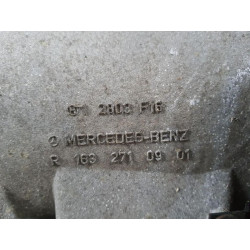 2803 F16
MERCEDES-BENZ
R 163 271 09 01